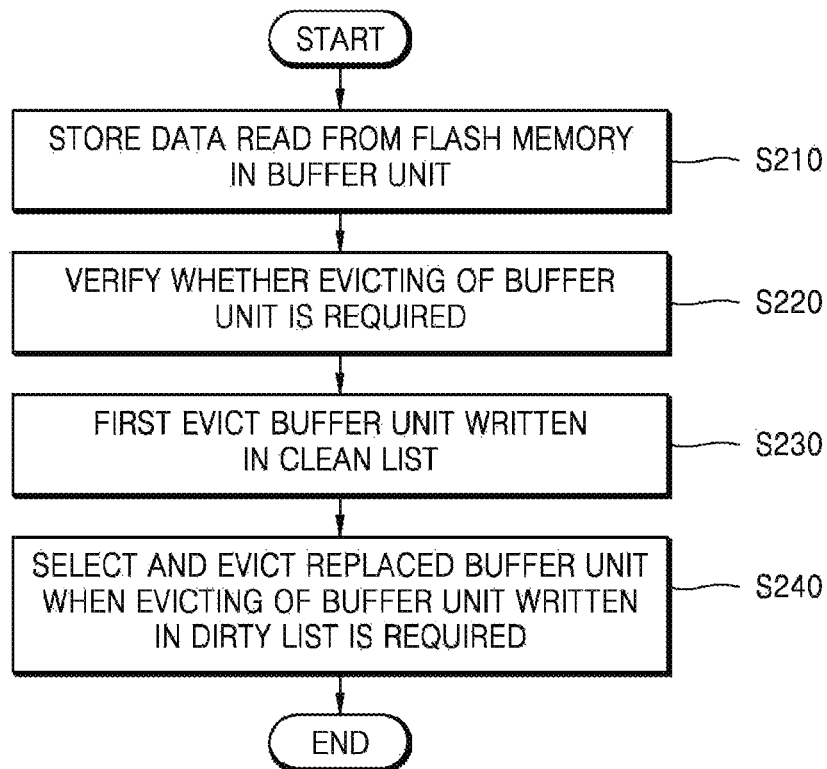 START
STORE DATA READ FROM FLASH MEMORY
IN BUFFER UNIT
S210
VERIFY WHETHER EVICTING OF BUFFER
UNIT IS REQUIRED
S220
FIRST EVICT BUFFER UNIT WRITTEN
IN CLEAN LIST
S230
SELECT AND EVICT REPLACED BUFFER UNIT
WHEN EVICTING OF BUFFER UNIT WRITTEN
IN DIRTY LIST IS REQUIRED
S240
END